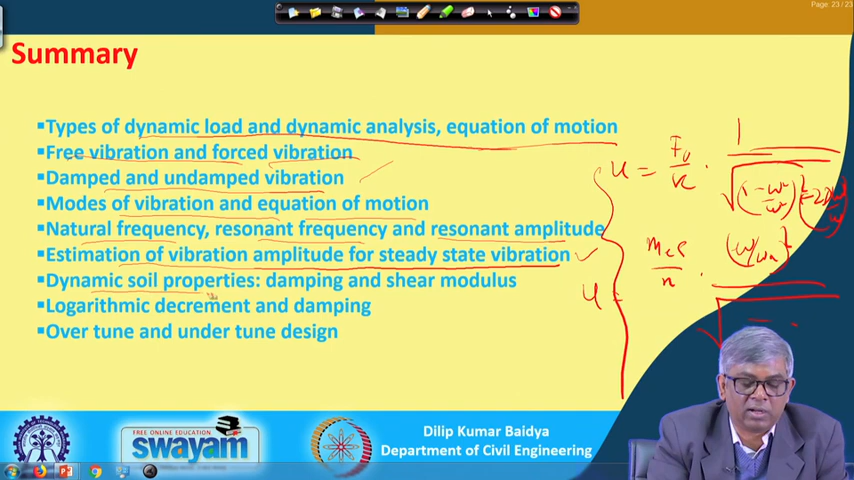 Page: 23 / 23
Summary
▪Types of dynamic load and dynamic analysis, equation of motion
▪Free vibration and forced vibration
▪Damped and undamped vibration
▪Modes of vibration and equation of motion
▪Natural frequency, resonant frequency and resonant amplitude
▪Estimation of vibration amplitude for steady state vibration
▪Dynamic soil properties: damping and shear modulus
▪Logarithmic decrement and damping
▪Over tune and under tune design
FREE ONLINE EDUCATION
swayam
Dilip Kumar Baidya
Department of Civil Engineering